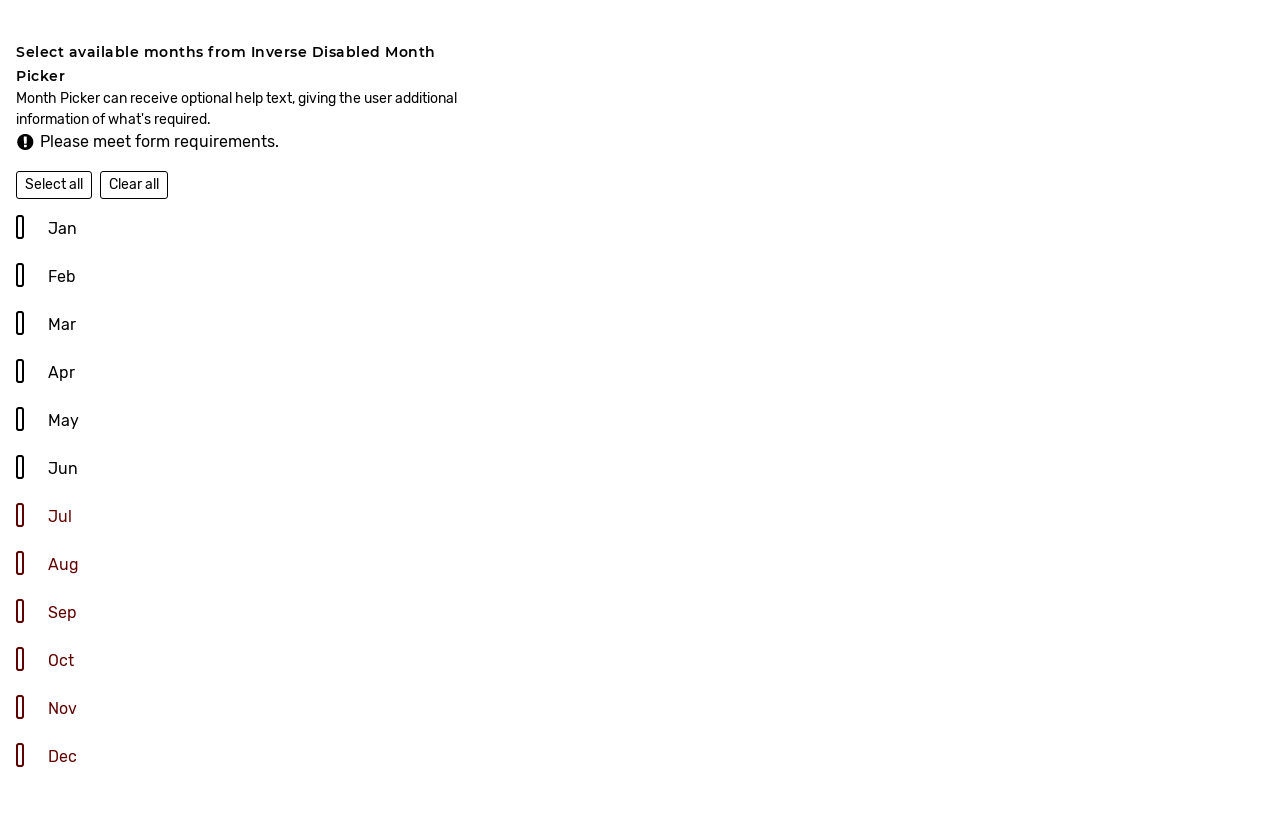 Select available months from Inverse Disabled Month
Picker
Month Picker can receive optional help text, giving the user additional
information of what's required.
Please meet form requirements.
Select all Clear all
Jan
Feb
Mar
Apr
May
Jun
Jul
Aug
Sep
Oct
Nov
Dec